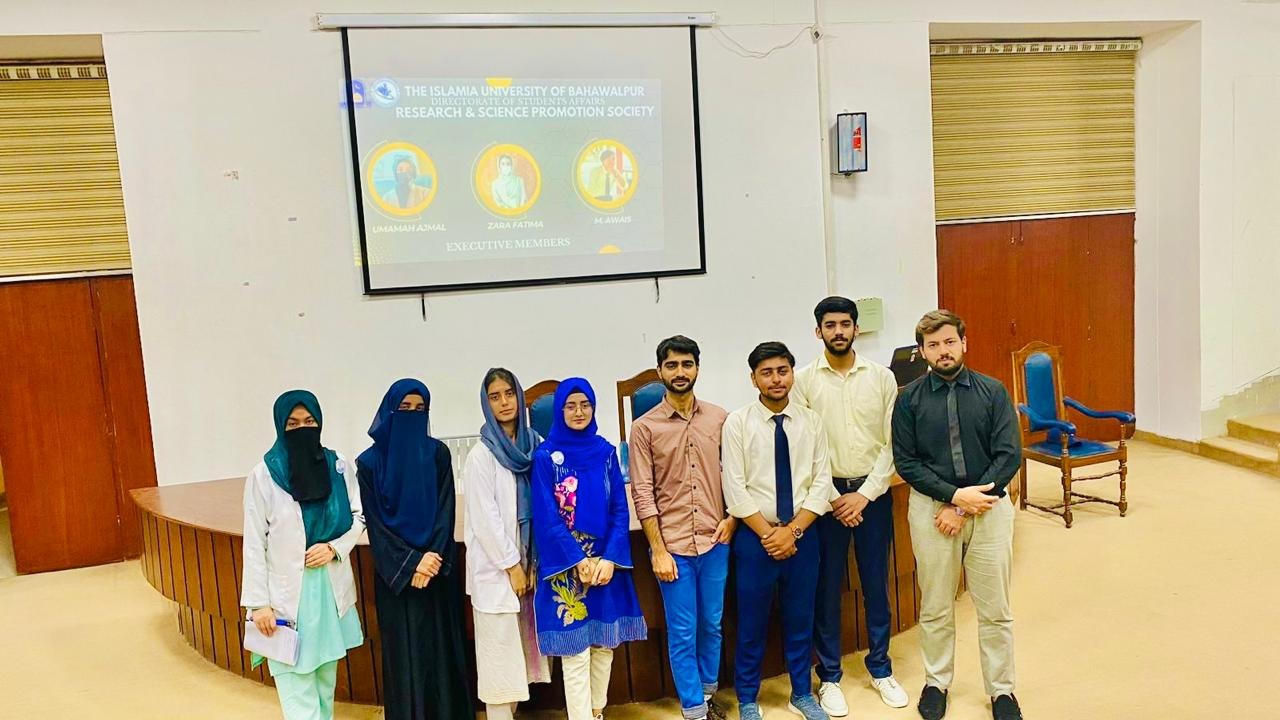 THE ISLAMIA UNIVERSITY OF BAHAWALPUR
DIRECTORATE OF STUDENTS AFFAIRS
RESEARCH & SCIENCE PROMOTION SOCIETY
UMAMAH AJMAL
ZARA FATIMA
M. AWAIS
EXECUTIVE MEMBERS